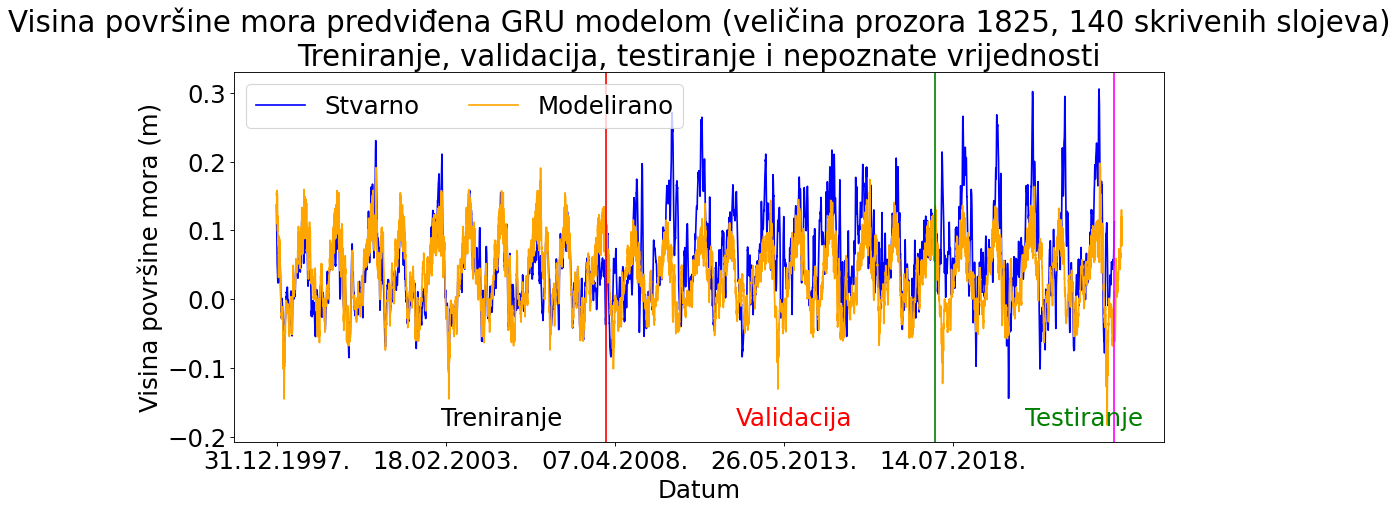 Visina površine mora predviđena GRU modelom (veličina prozora 1825, 140 skrivenih slojeva)
Treniranje, validacija, testiranje i nepoznate vrijednosti
Stvarno Modelirano
Visina površine mora (m)
0.3
0.2
0.1
0.0
−0.1
−0.2
Treniranje Validacija Testiranje
31.12.1997. 18.02.2003. 07.04.2008. 26.05.2013. 14.07.2018.
Datum